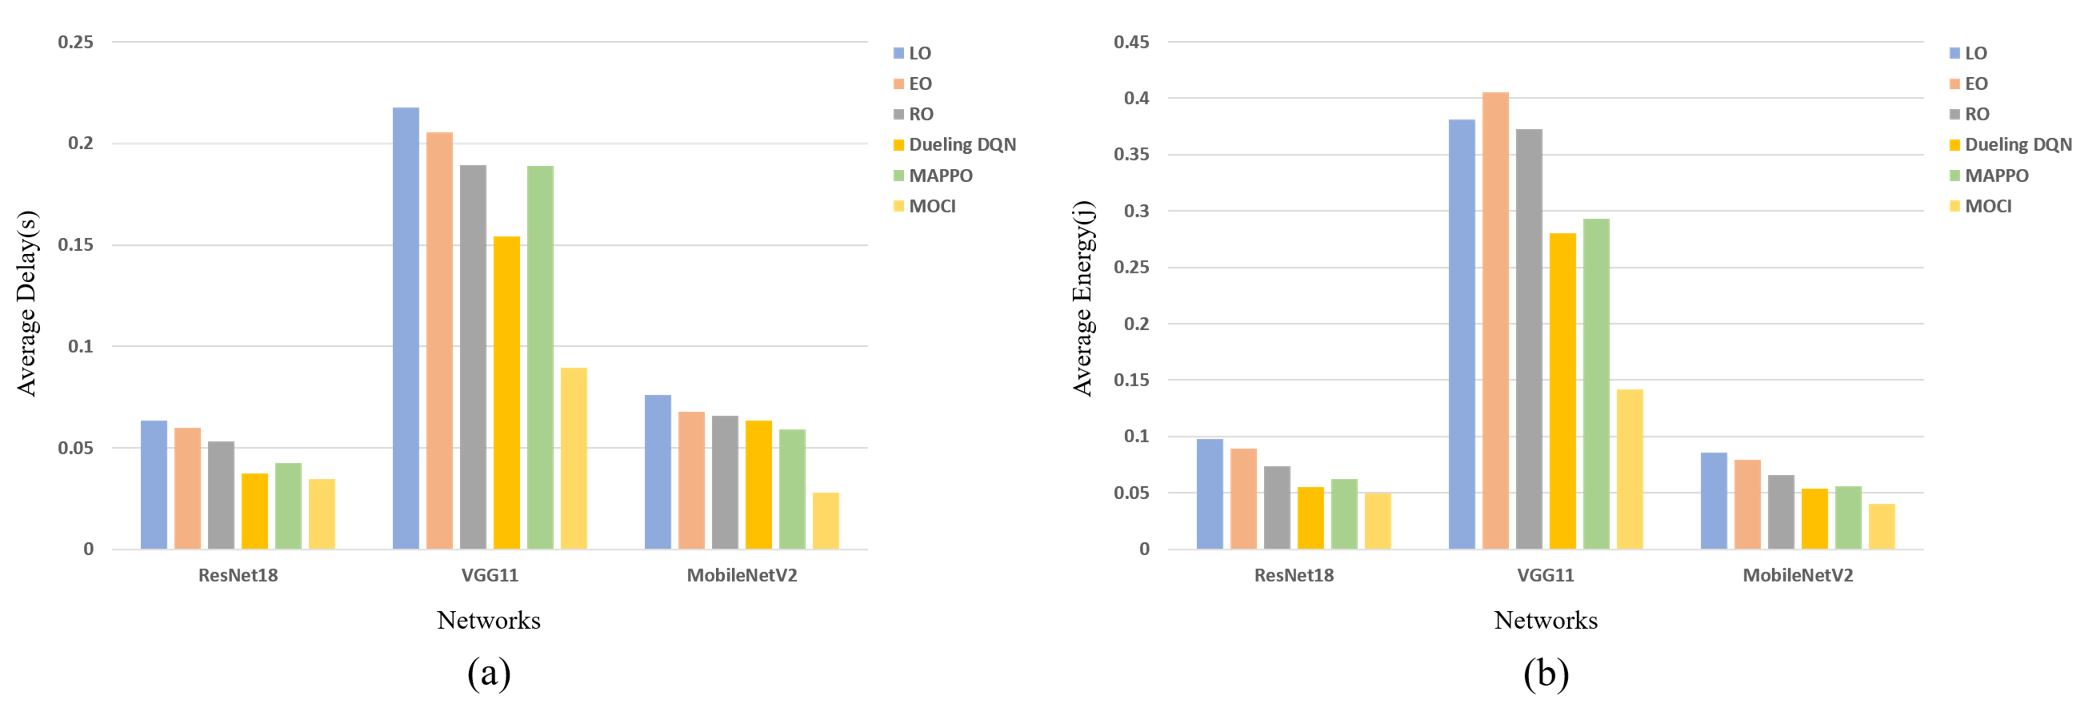 0.25
0.2
0.15
0.1
0.05
0
Average Delay(s)
ResNet18 VGG11 MobileNetV2
Networks
LO
EO
RO
Dueling DQN
MAPPO
MOCI
(a)
0.45
0.4
0.35
0.3
0.25
0.2
0.15
0.1
0.05
0
Average Energy(j)
ResNet18 VGG11 MobileNetV2
Networks
LO
EO
RO
Dueling DQN
MAPPO
MOCI
(b)